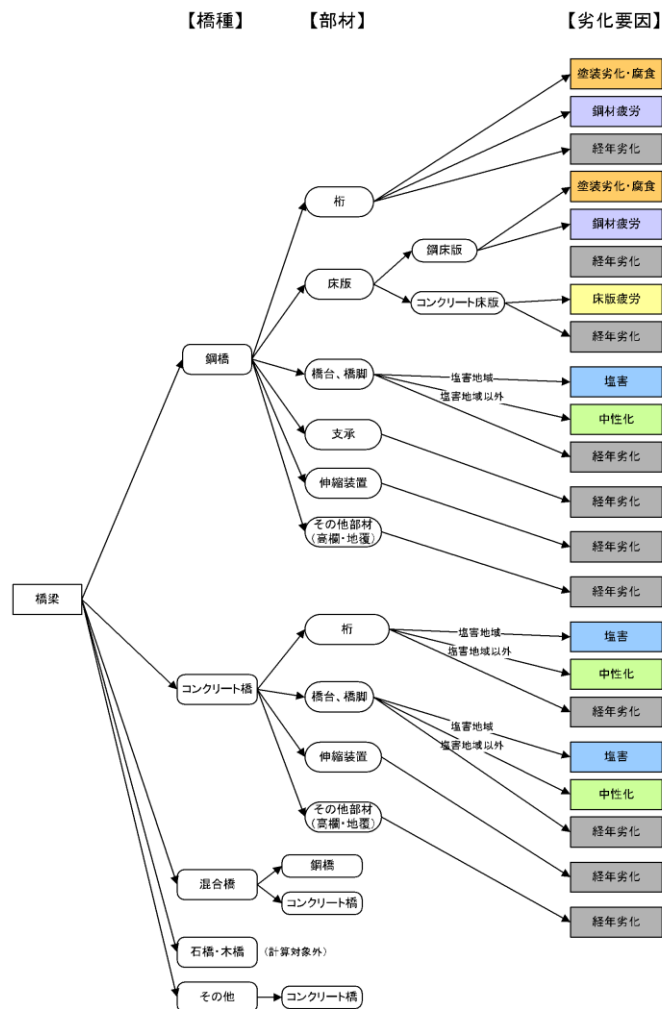 【橋種】 【部材】 【劣化要因】
塗装劣化・腐食
鋼材疲労
経年劣化
桁
塗装劣化・腐食
鋼材疲労
鋼床版
経年劣化
床版
コンクリート床版
床版疲労
経年劣化
鋼橋
橋台、橋脚
塩害地域
塩害
塩害地域以外
中性化
経年劣化
支承
経年劣化
伸縮装置
経年劣化
その他部材
(高欄・地覆)
経年劣化
橋梁
桁
塩害地域
塩害
塩害地域以外
中性化
経年劣化
コンクリート橋
橋台、橋脚
塩害地域
塩害地域以外
塩害
中性化
経年劣化
伸縮装置
経年劣化
その他部材
(高欄・地覆)
経年劣化
混合橋
鋼橋
コンクリート橋
石橋・木橋 (計算対象外)
その他
コンクリート橋